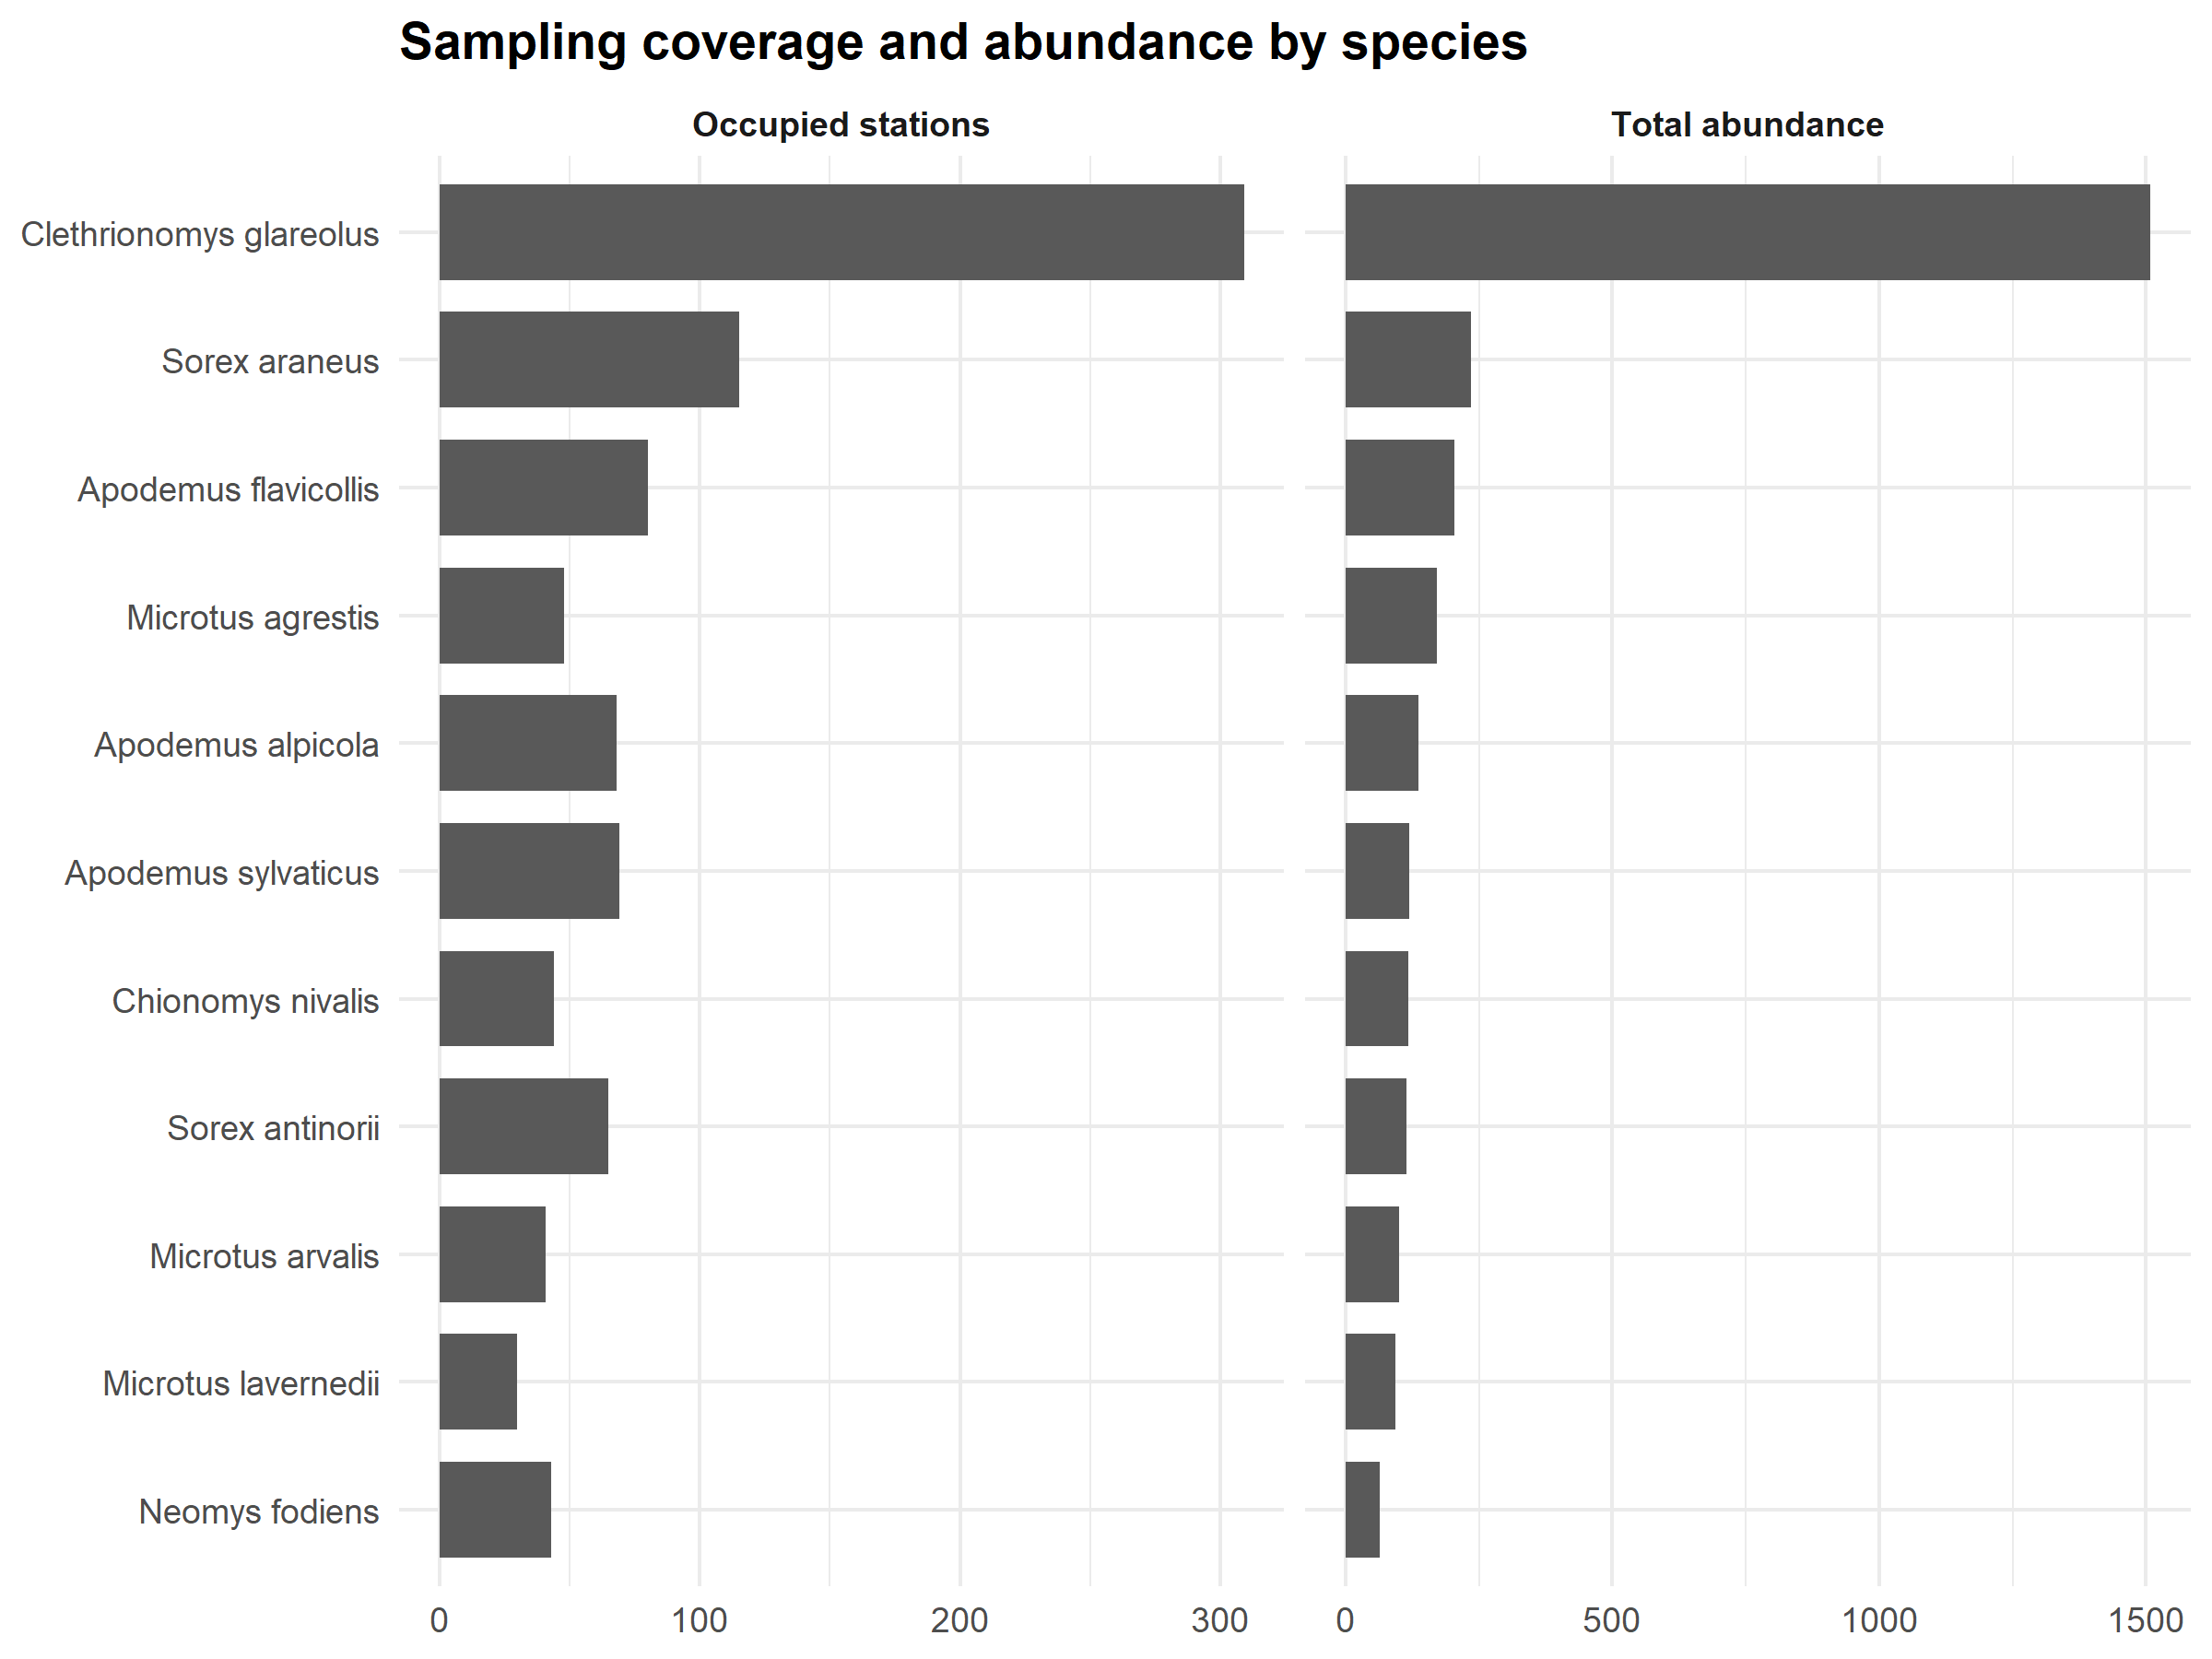 Sampling coverage and abundance by species
Occupied stations
Total abundance
Clethrionomys glareolus
Sorex araneus
Apodemus flavicollis
Microtus agrestis
Apodemus alpicola
Apodemus sylvaticus
Chionomys nivalis
Sorex antinorii
Microtus arvalis
Microtus lavernedii
Neomys fodiens
0 100 200 300
0 500 1000 1500